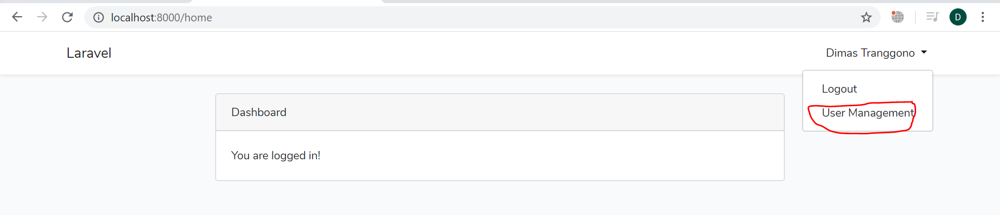 localhost:8000/home
D
Laravel
Dimas Tranggono
Logout
User Management
Dashboard
You are logged in!